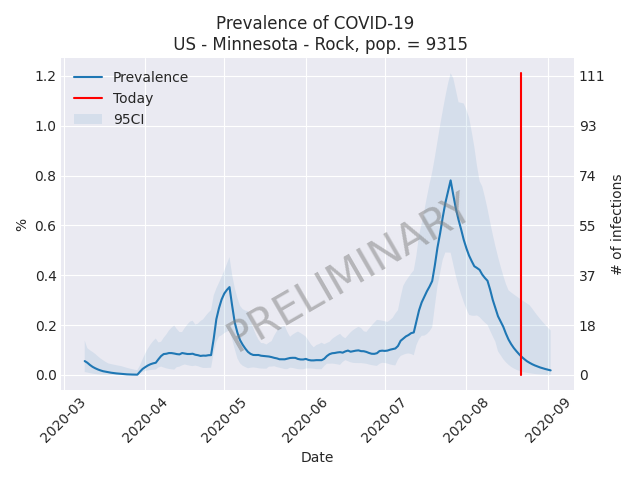 Prevalence of COVID-19
US - Minnesota - Rock, pop. = 9315
Prevalence
Today
95CI
PRELIMINARY
%
1.2
1.0
0.8
0.6
0.4
0.2
0.0
111
93
74
55
37
18
0
# of infections
2020-03
2020-04
2020-05
2020-06
2020-07
2020-08
2020-09
Date